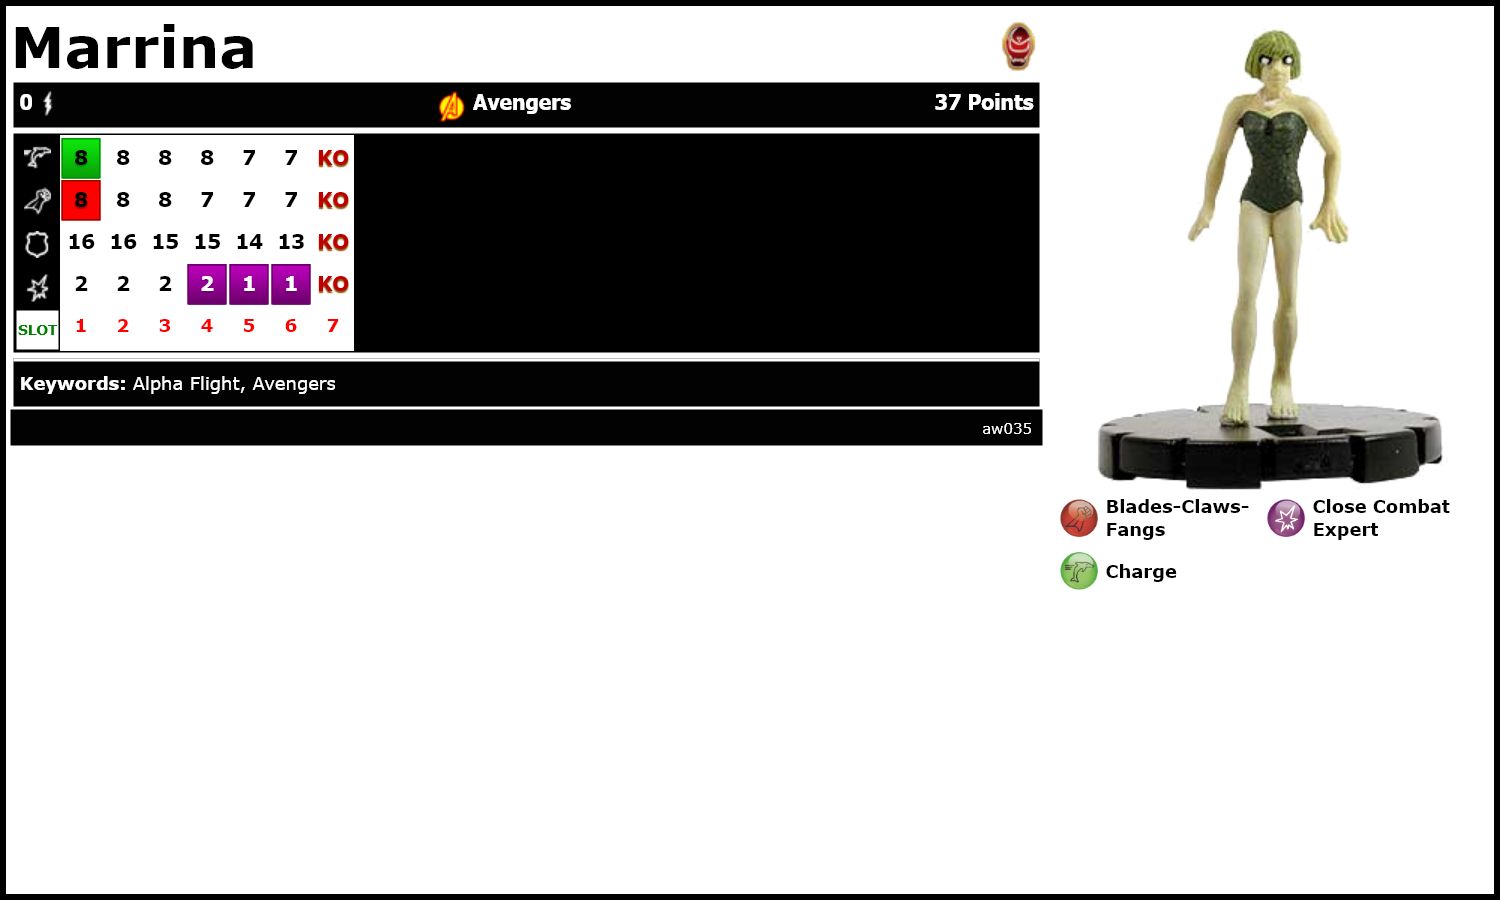 Marrina
0 Avengers 37 Points
8 8 8 8 7 7 KO
8 8 8 7 7 7 KO
16 16 15 15 14 13 KO
2 2 2 2 1 1 KO
SLOT 1 2 3 4 5 6 7
Keywords: Alpha Flight, Avengers
aw035
Blades-Claws-
Fangs
Close Combat
Expert
Charge